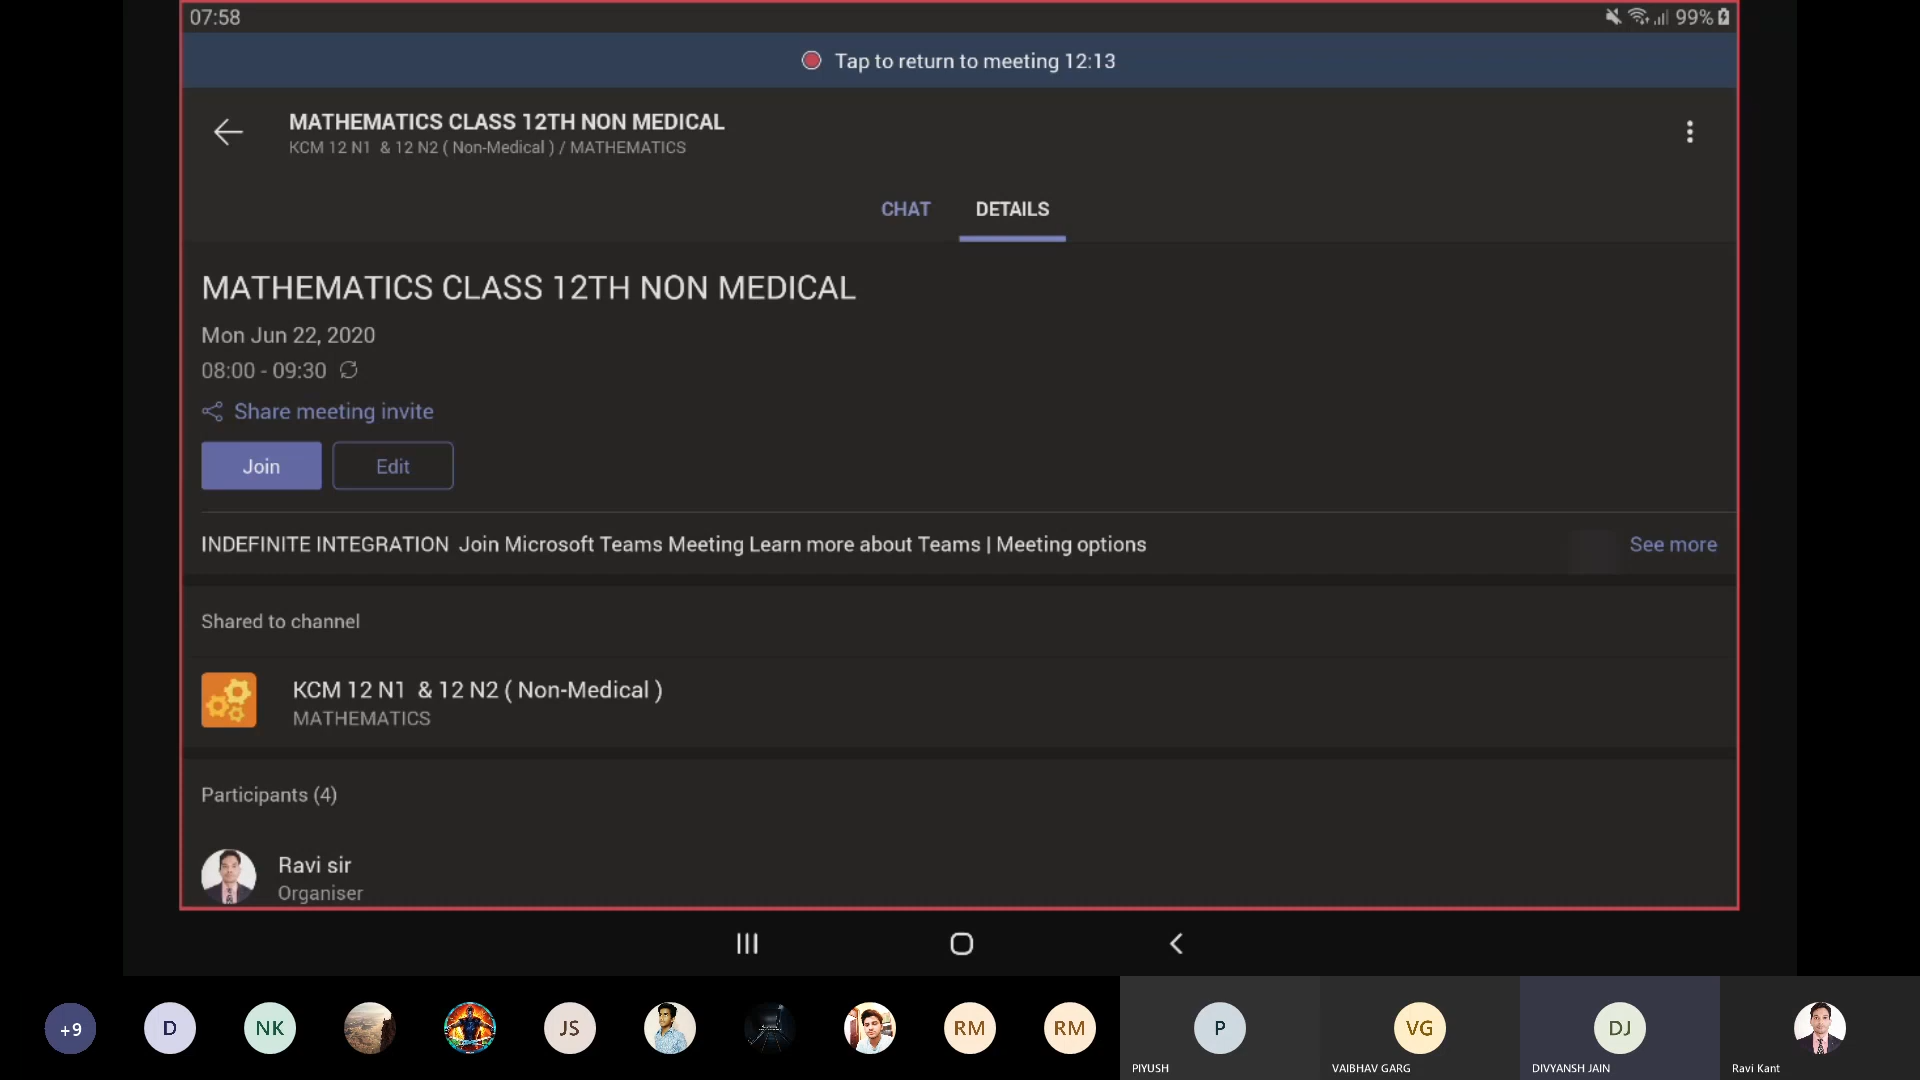 07:58
99%
Tap to return to meeting 12:13
MATHEMATICS CLASS 12TH NON MEDICAL
KCM 12 N1 & 12 N2 ( Non-Medical ) / MATHEMATICS
CHAT DETAILS
MATHEMATICS CLASS 12TH NON MEDICAL
Mon Jun 22, 2020
08:00 - 09:30
Share meeting invite
Join Edit
INDEFINITE INTEGRATION Join Microsoft Teams Meeting Learn more about Teams | Meeting options See more
Shared to channel
KCM 12 N1 & 12 N2 ( Non-Medical )
MATHEMATICS
Participants (4)
Ravi sir
Organiser
+9 D NK JS RM RM P VG DJ
PIYUSH VAIBHAV GARG DIVYANSH JAIN Ravi Kant